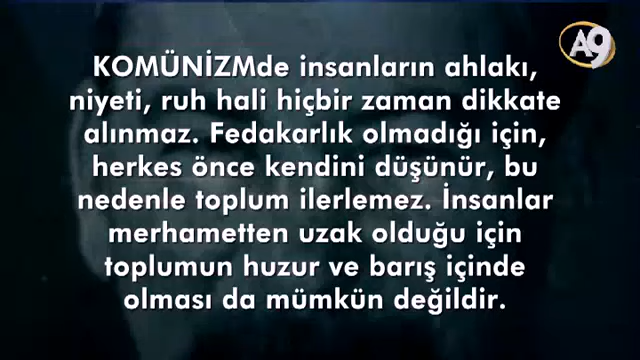 A9
KOMÜNİZMde insanların ahlakı,
niyeti, ruh hali hiçbir zaman dikkate
alınmaz. Fedakarlık olmadığı için,
herkes önce kendini düşünür, bu
nedenle toplum ilerlemez. İnsanlar
merhametten uzak olduğu için
toplumun huzur ve barış içinde
olması da mümkün değildir.